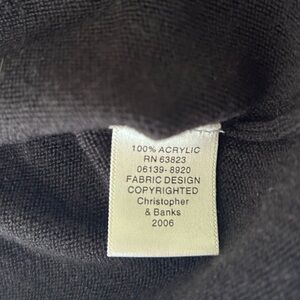 100% ACRYLIC
RN 63823
06139-8920
FABRIC DESIGN
COPYRIGHTED
Christopher
& Banks
2006